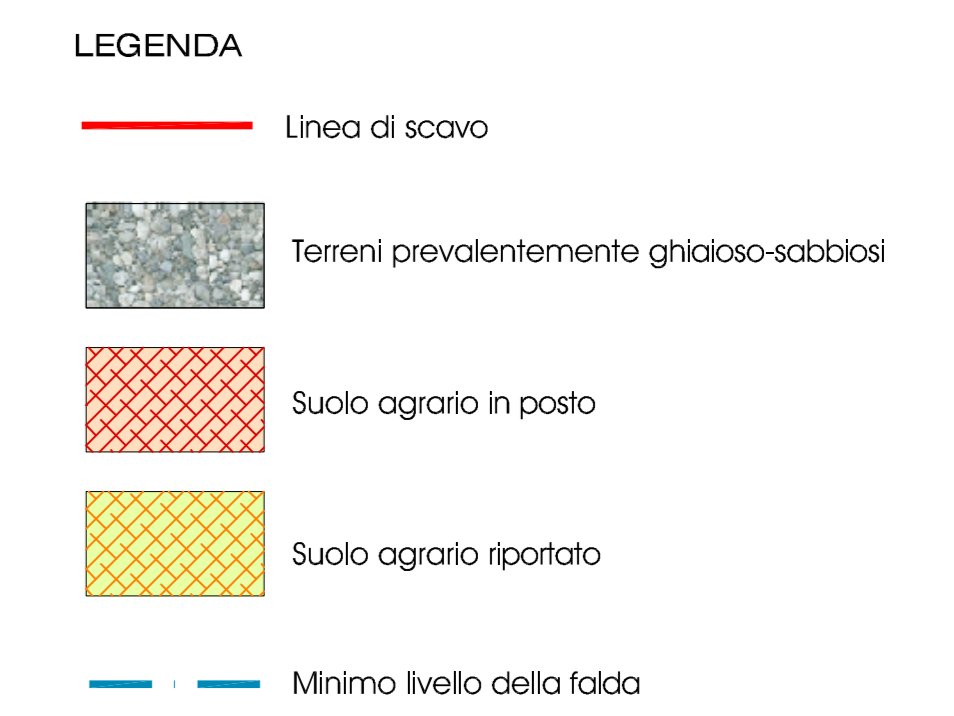 LEGENDA
Linea di scavo
Terreni prevalentemente ghiaioso-sabbiosi
Suolo agrario in posto
Suolo agrario riportato
Minimo livello della falda